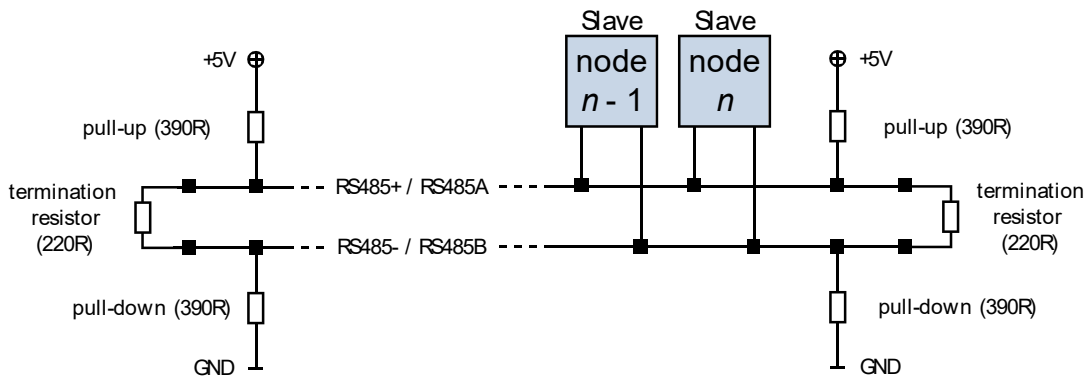 Slave
Slave
node
n - 1
node
n
+5V
+5V
pull-up (390R)
pull-up (390R)
termination
resistor
(220R)
RS485+ / RS485A
termination
resistor
(220R)
RS485- / RS485B
pull-down (390R)
pull-down (390R)
GND
GND